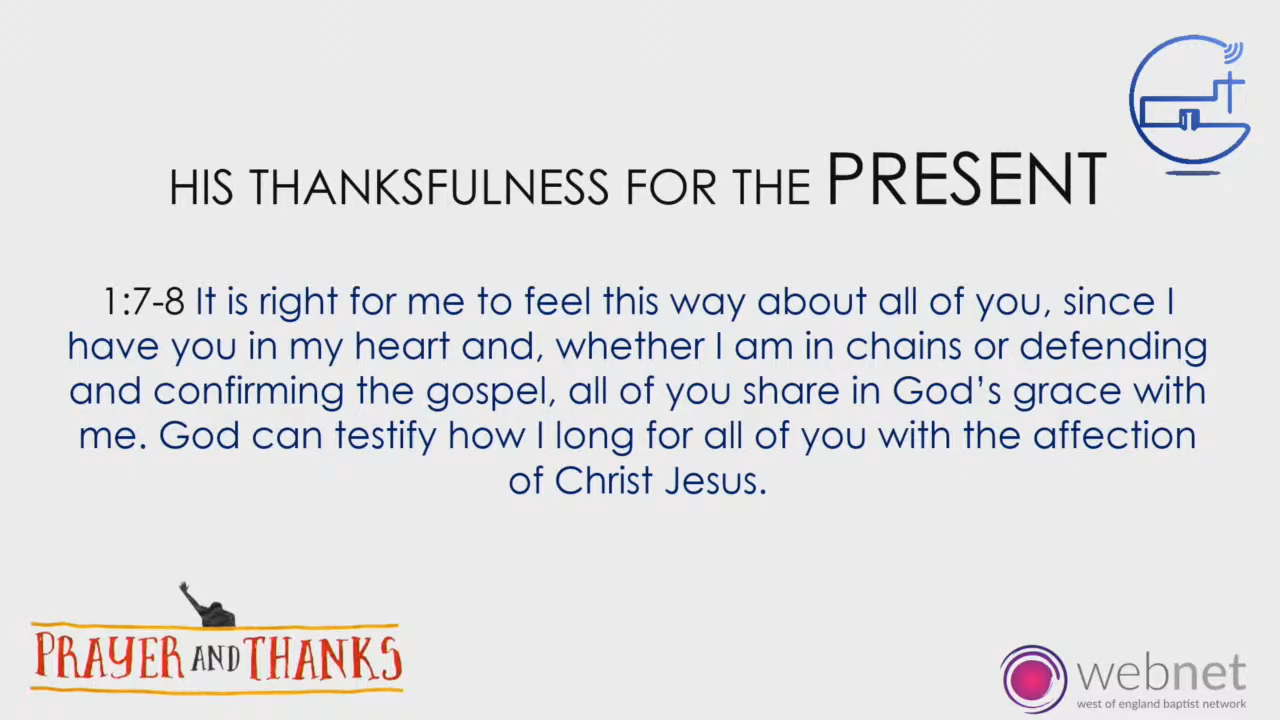 HIS THANKSFULNESS FOR THE PRESENT
1:7-8 It is right for me to feel this way about all of you, since I
have you in my heart and, whether I am in chains or defending
and confirming the gospel, all of you share in God’s grace with
me. God can testify how I long for all of you with the affection
of Christ Jesus.
PRAYER AND THANKS
webnet
west of england baptist network